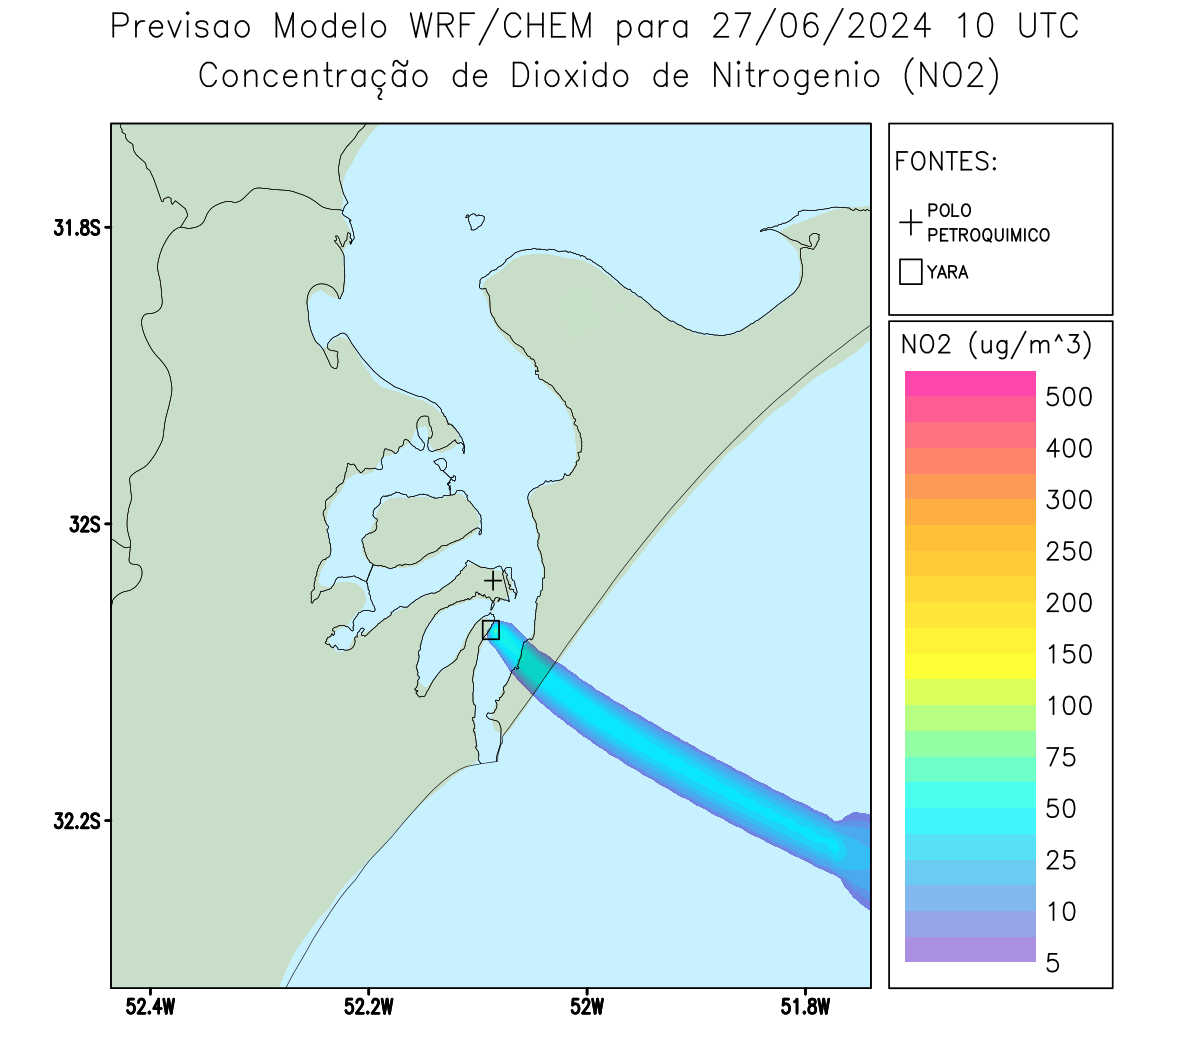 Previsao Modelo WRF/CHEM para 27/06/2024 10 UTC
Concentração de Dioxido de Nitrogenio (NO2)
FONTES:
POLO
PETROQUIMICO
YARA
NO2 (ug/m^3)
500
400
300
250
200
150
100
75
50
25
10
5
31.8S
32S
32.2S
52.4W
52.2W
52W
51.8W